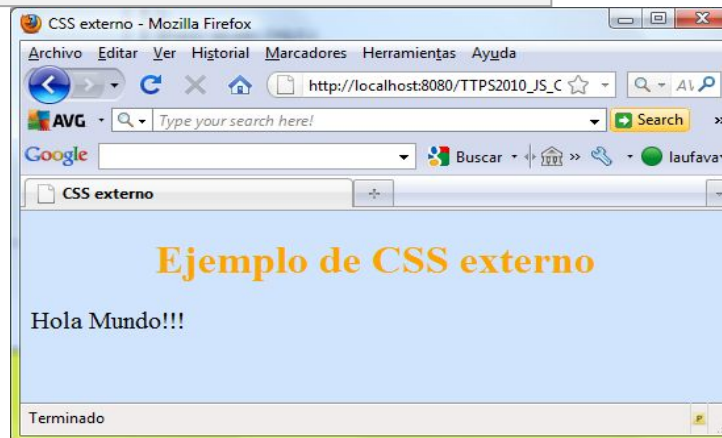 CSS externo - Mozilla Firefox
Archivo Editar Ver Historial Marcadores Herramientas Ayuda
http://localhost:8080/TTPS2010_JS_C
AVG Type your search here! Search »
Google Buscar » laufava
CSS externo
Ejemplo de CSS externo
Hola Mundo!!!
Terminado